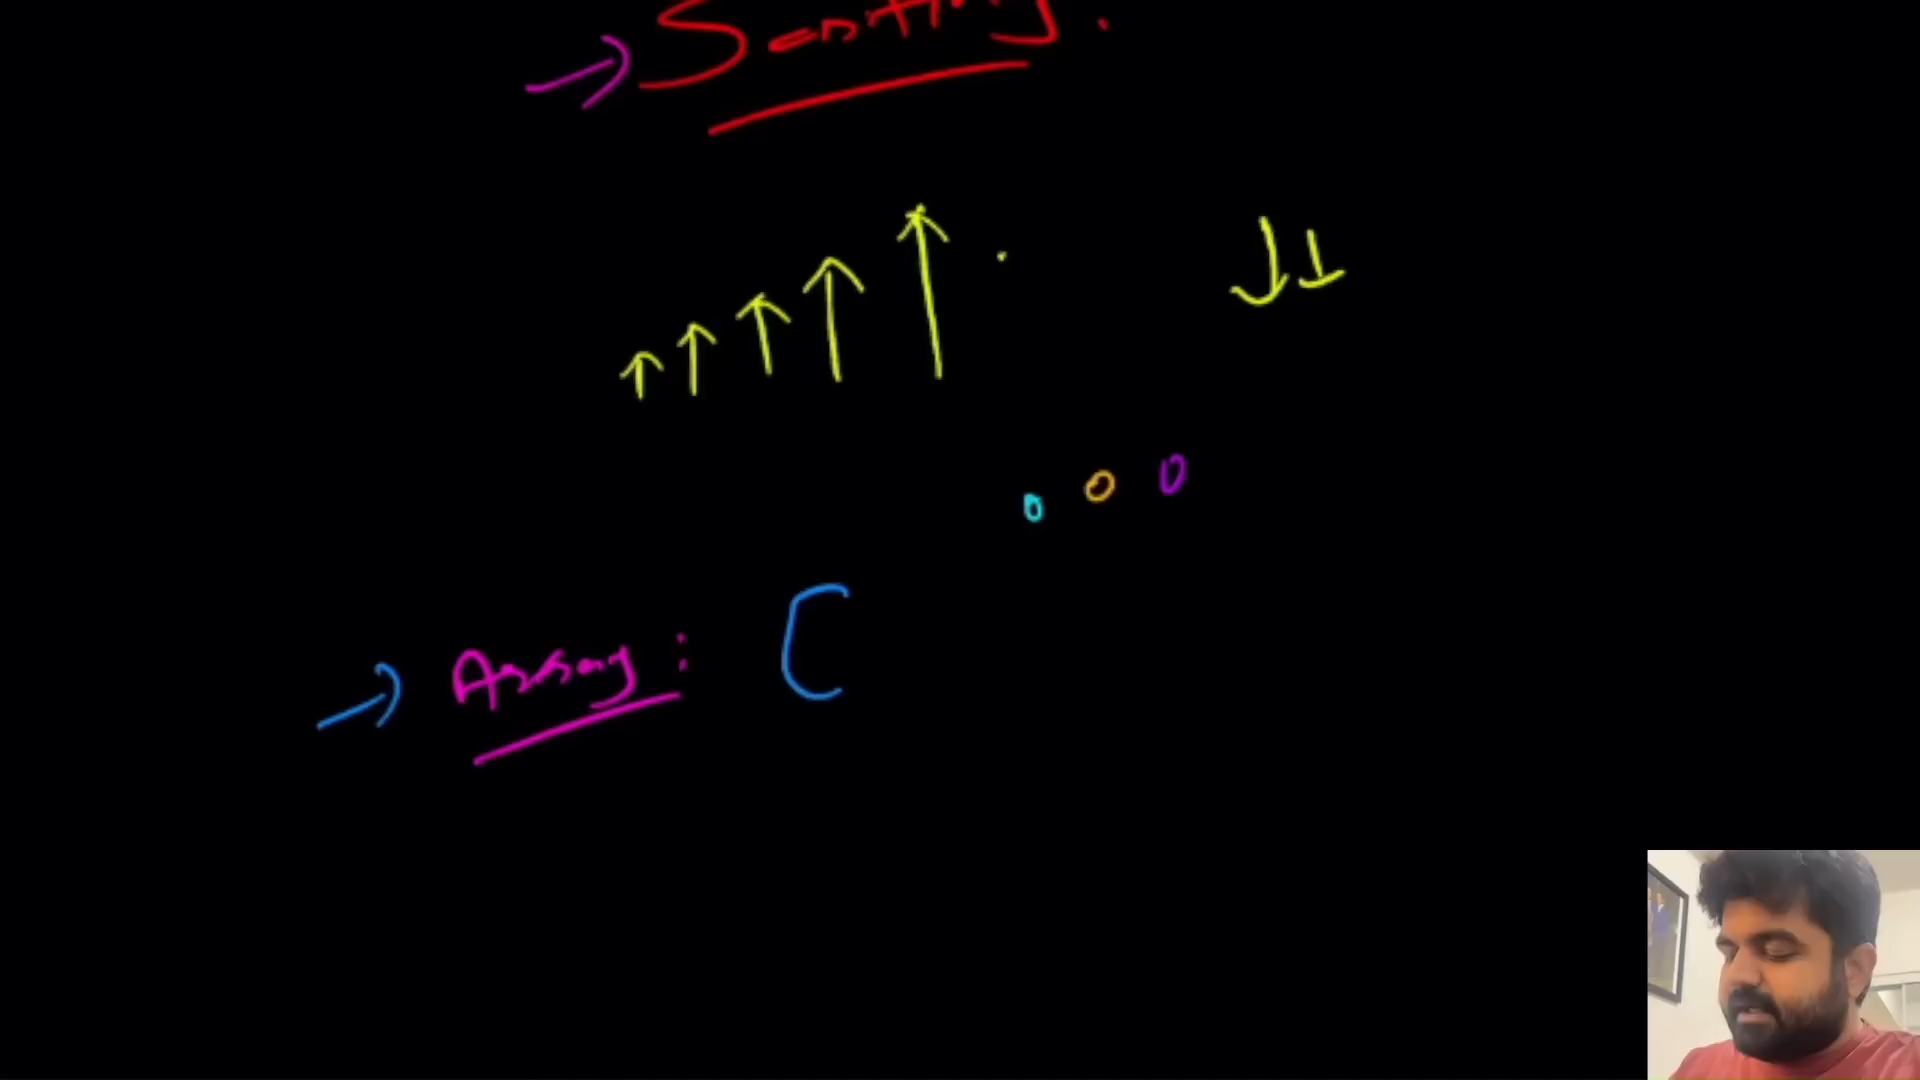 → Sorting :
→ Array : [